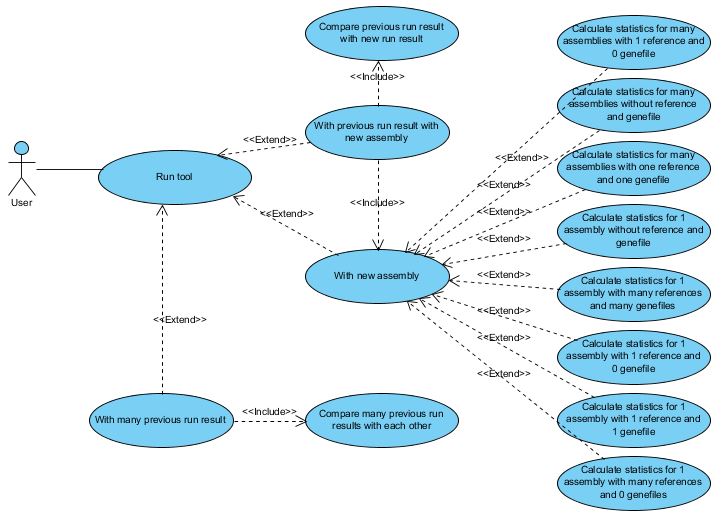 Compare previous run result
with new run result
<<Include>>
With previous run result with
new assembly
<<Extend>>
User
Run tool
<<Include>>
<<Extend>>
With new assembly
<<Extend>>
With many previous run result
<<Include>>
Compare many previous run
results with each other
Calculate statistics for many
assemblies with 1 reference and
0 genefile
Calculate statistics for many
assemblies without reference
and genefile
<<Extend>>
Calculate statistics for many
assemblies with one reference
and one genefile
<<Extend>>
<<Extend>>
Calculate statistics for 1
assembly without reference and
genefile
<<Extend>>
Calculate statistics for 1
assembly with many references
and many genefiles
<<Extend>>
Calculate statistics for 1
assembly with 1 reference and
0 genefile
<<Extend>>
<<Extend>>
Calculate statistics for 1
assembly with 1 reference and
1 genefile
<<Extend>>
Calculate statistics for 1
assembly with many references
and 0 genefiles